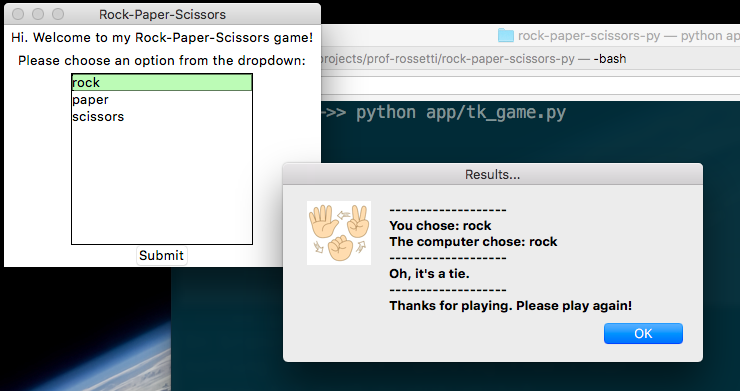 Rock-Paper-Scissors
Hi. Welcome to my Rock-Paper-Scissors game!
Please choose an option from the dropdown:
rock
paper
scissors
Submit
rock-paper-scissors-py — python ap
projects/prof-rossetti/rock-paper-scissors-py — -bash
->> python app/tk_game.py
Results...
-------------------
You chose: rock
The computer chose: rock
-------------------
Oh, it's a tie.
-------------------
Thanks for playing. Please play again!
OK